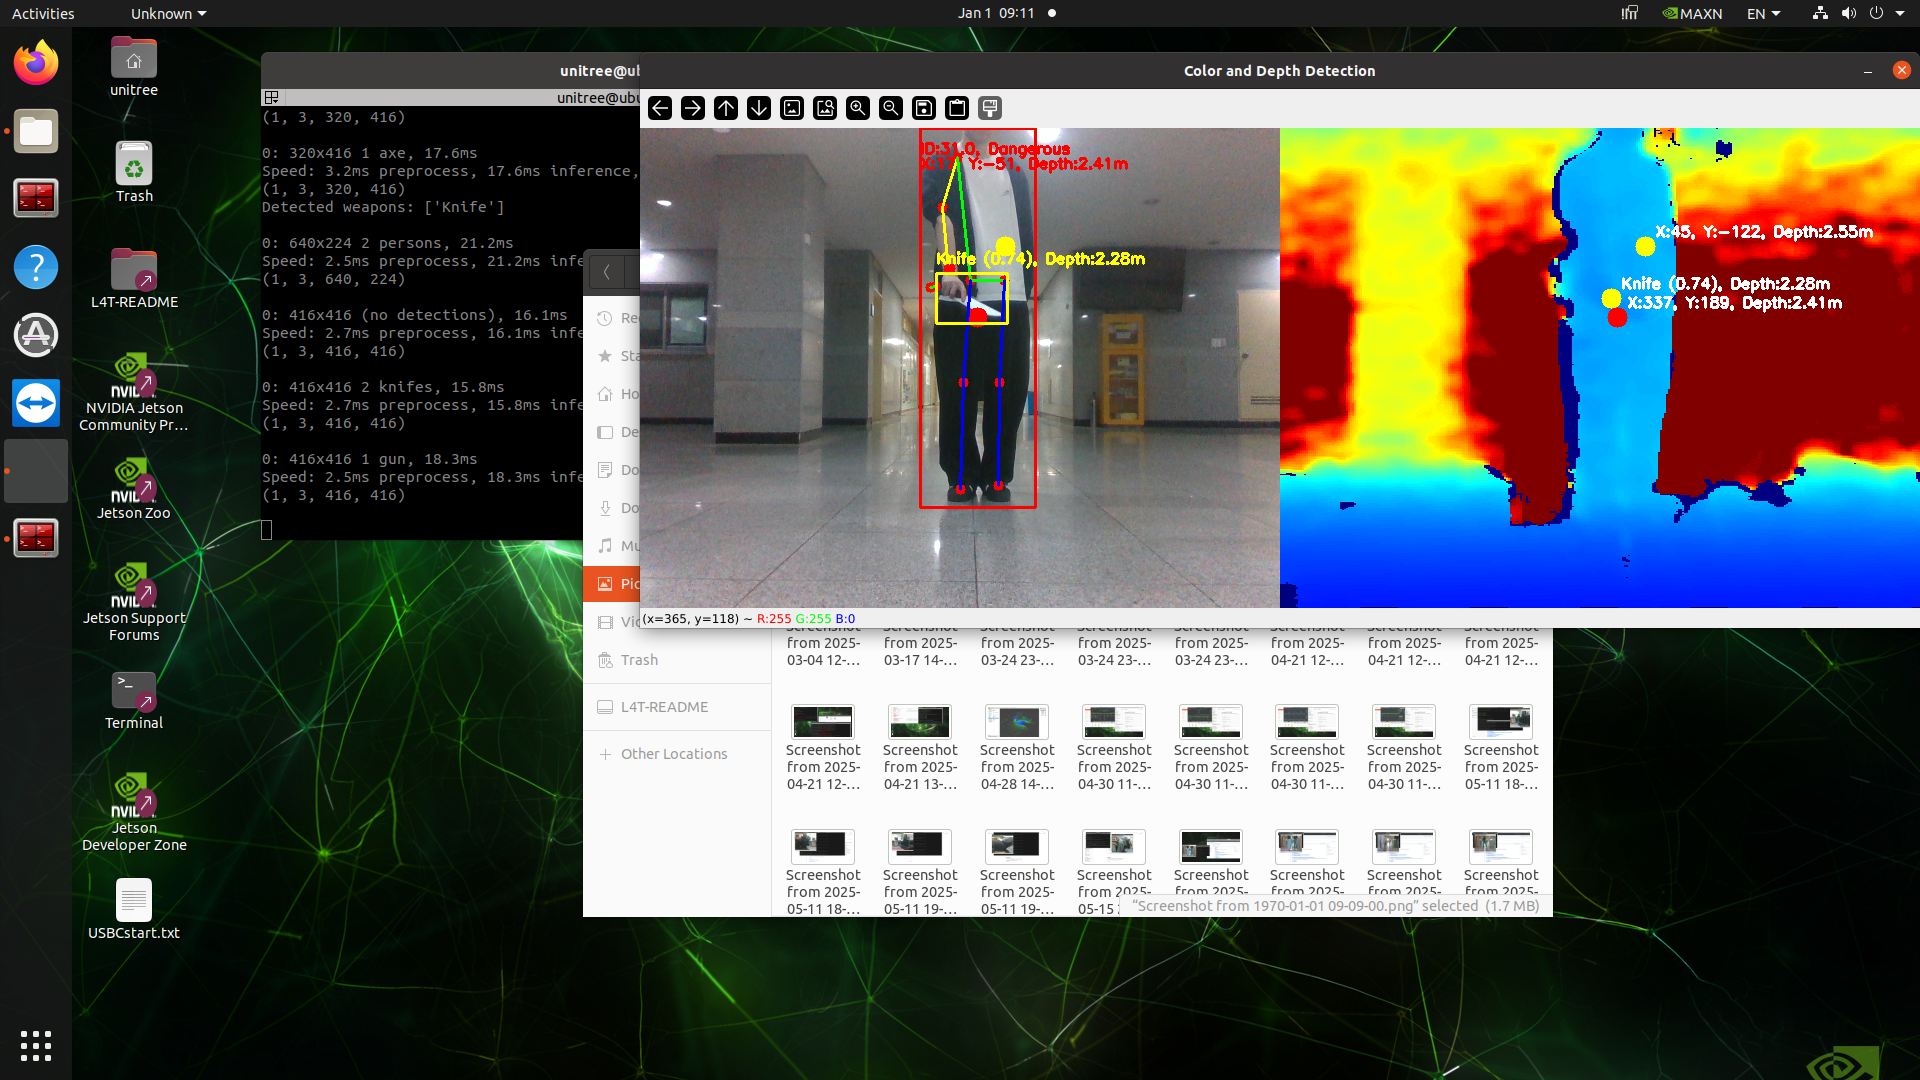 Activities
Unknown
Jan 1 09:11
MAXN
EN
unitree
Trash
L4T-README
NVIDIA Jetson
Community Pr…
Jetson Zoo
Jetson Support
Forums
Terminal
Jetson
Developer Zone
USBCstart.txt
unitree@ub
unitree@ubu
(1, 3, 320, 416)
0: 320x416 1 axe, 17.6ms
Speed: 3.2ms preprocess, 17.6ms inference,
(1, 3, 320, 416)
Detected weapons: ['Knife']
0: 640x224 2 persons, 21.2ms
Speed: 2.5ms preprocess, 21.2ms infe
(1, 3, 640, 224)
0: 416x416 (no detections), 16.1ms
Speed: 2.7ms preprocess, 16.1ms infe
(1, 3, 416, 416)
0: 416x416 2 knifes, 15.8ms
Speed: 2.7ms preprocess, 15.8ms infe
(1, 3, 416, 416)
0: 416x416 1 gun, 18.3ms
Speed: 2.5ms preprocess, 18.3ms infe
(1, 3, 416, 416)
Color and Depth Detection
ID:31.0, Dangerous
Y:-51, Depth:2.41m
Knife (0.74), Depth:2.28m
X:45, Y:-122, Depth:2.55m
Knife (0.74), Depth:2.28m
X:337, Y:189, Depth:2.41m
(x=365, y=118) ~ R:255 G:255 B:0
Rec
Sta
Ho
De
Do
Do
Mu
Pic
Vic
Trash
L4T-README
+ Other Locations
Screenshot Screenshot Screenshot Screenshot Screenshot Screenshot Screenshot Screenshot
from 2025- from 2025- from 2025- from 2025- from 2025- from 2025- from 2025- from 2025-
03-04 12-… 03-17 14-… 03-24 23-… 03-24 23-… 03-24 23-… 04-21 12-… 04-21 12-… 04-21 12-…
Screenshot Screenshot Screenshot Screenshot Screenshot Screenshot Screenshot Screenshot
from 2025- from 2025- from 2025- from 2025- from 2025- from 2025- from 2025- from 2025-
04-21 12-… 04-21 13-… 04-28 14-… 04-30 11-… 04-30 11-… 04-30 11-… 04-30 11-… 05-11 18-…
Screenshot Screenshot Screenshot Screenshot Screenshot Screenshot Screenshot Screenshot
from 2025- from 2025- from 2025- from 2025- from 2025- from 2025- from 2025- from 2025-
05-11 18-… 05-11 19-… 05-11 19-… 05-15
“Screenshot from 1970-01-01 09-09-00.png” selected (1.7 MB)